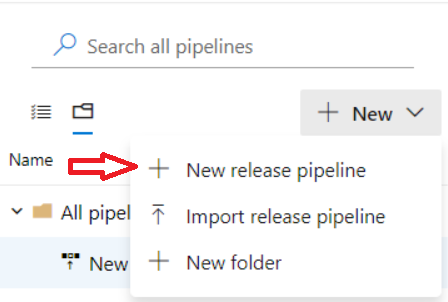 Search all pipelines
New
Name
New release pipeline
Import release pipeline
All pipel
New
New folder